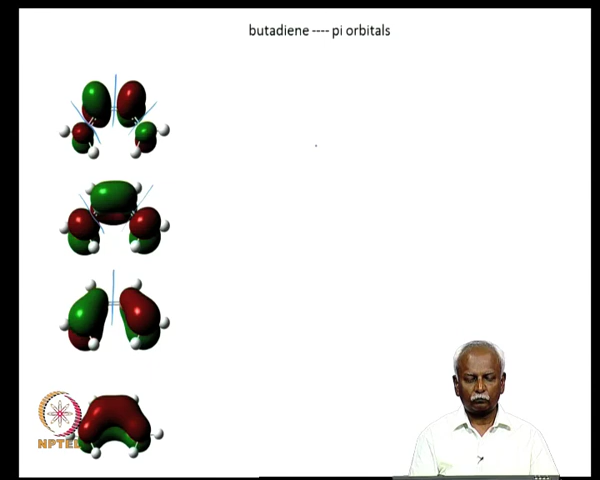 butadiene ---- pi orbitals
NPTEL